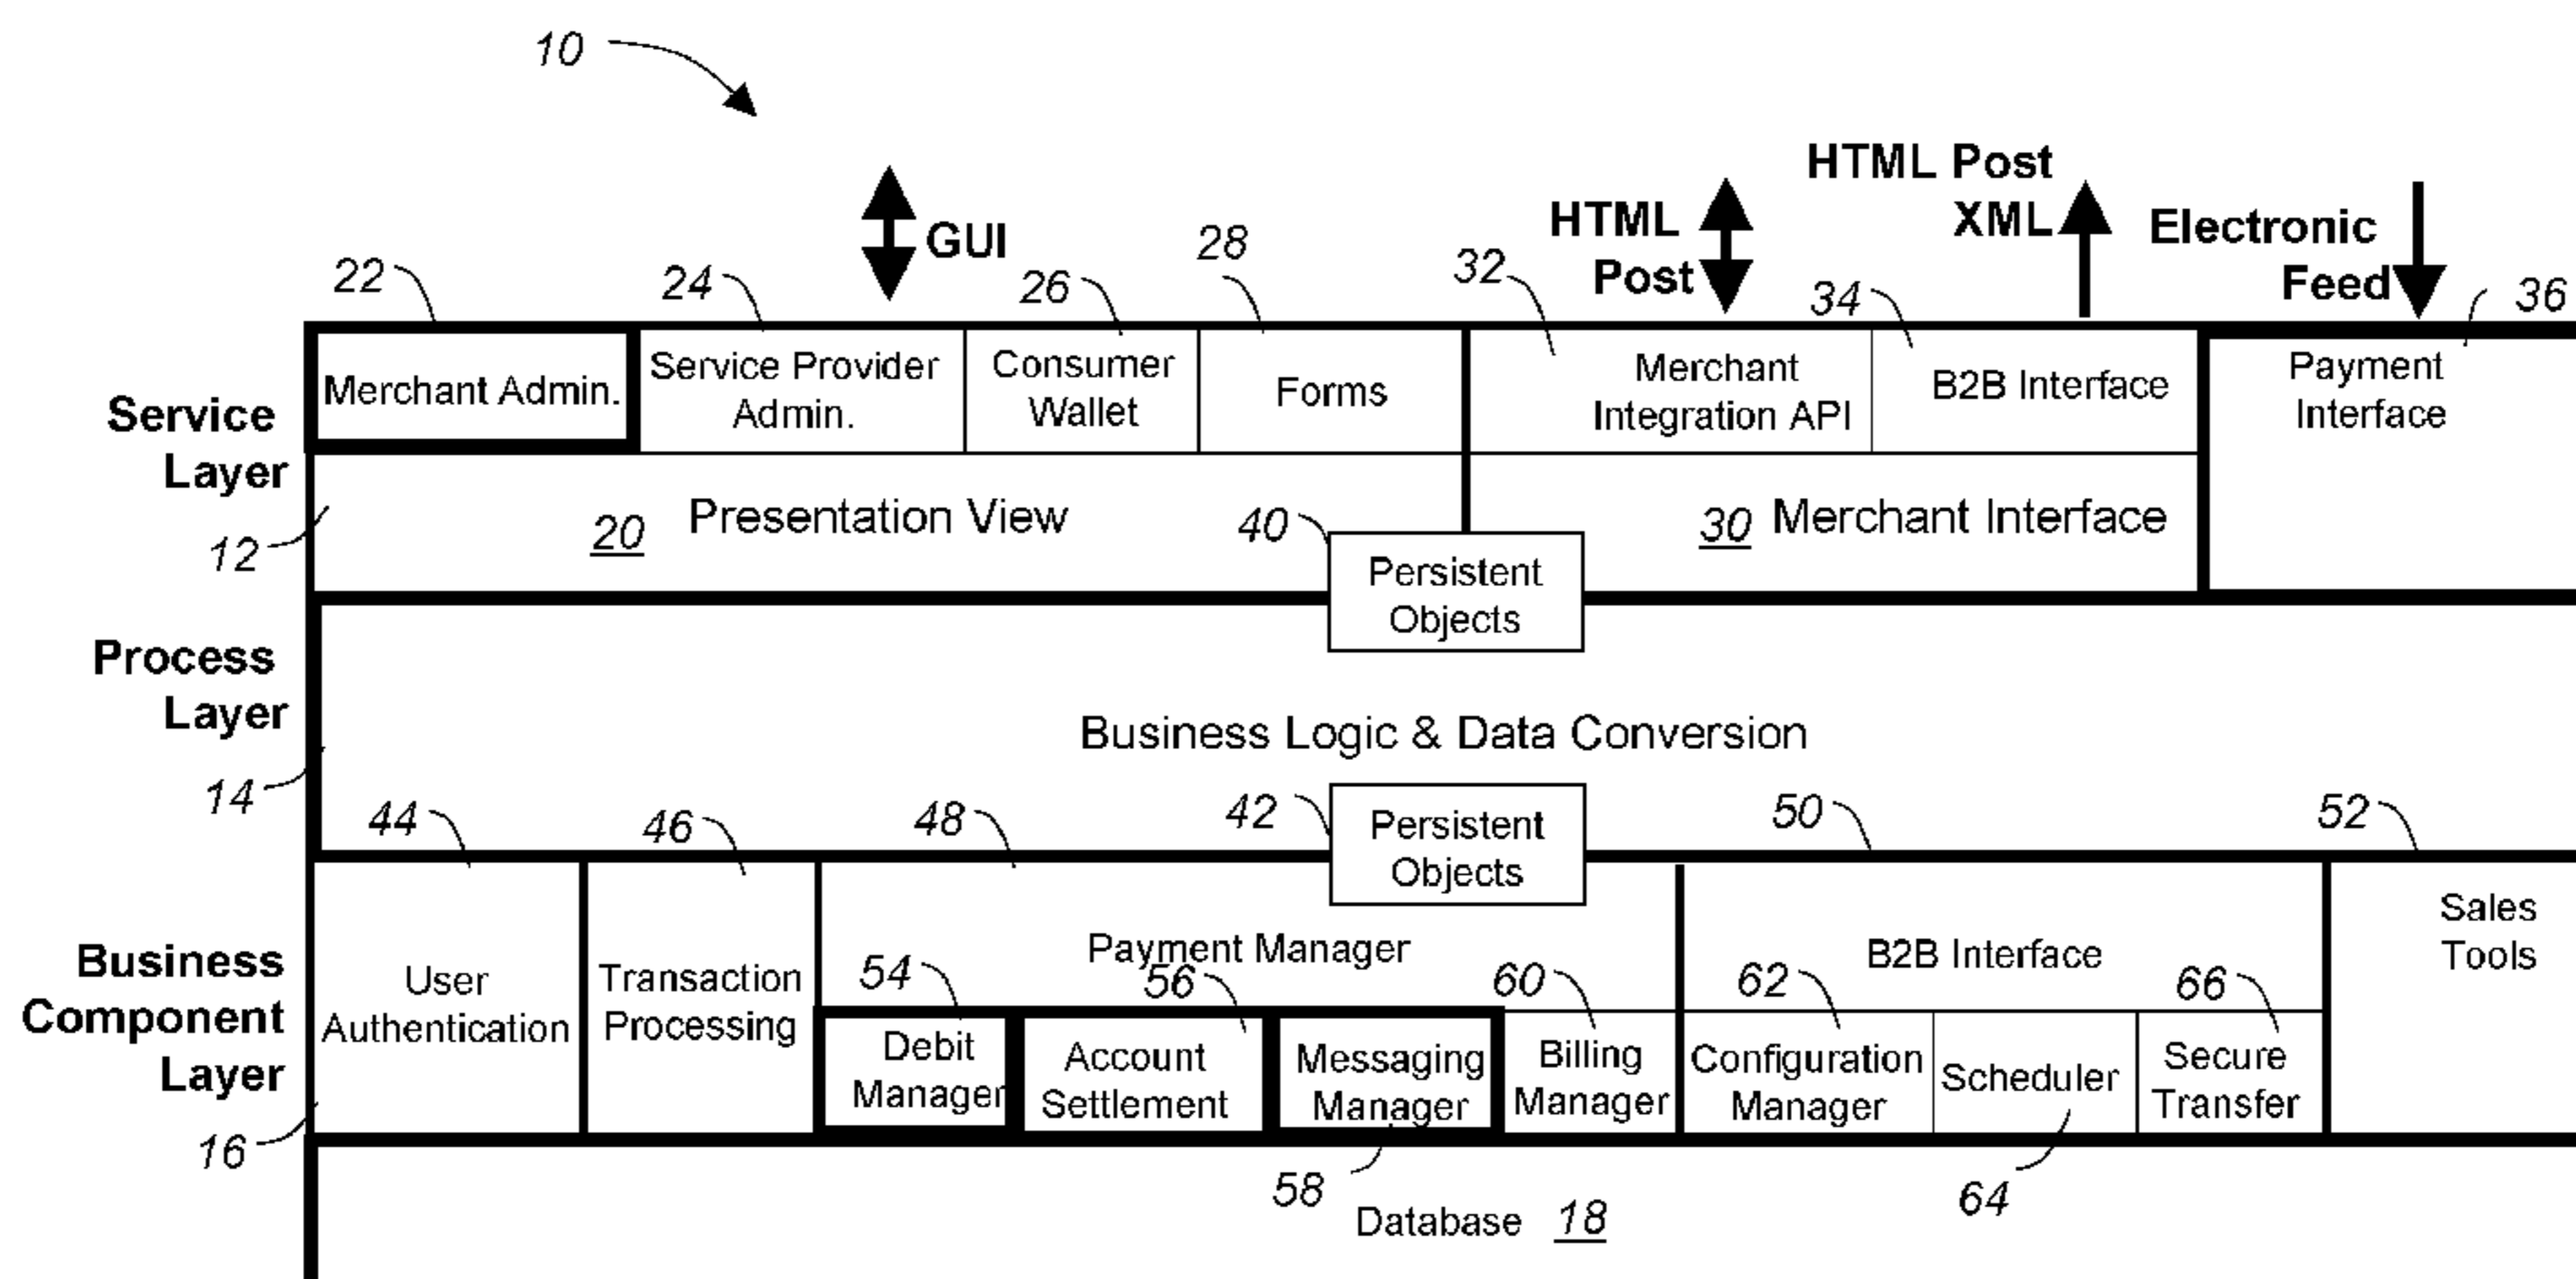 10
HTML Post
XML
HTML
Post
GUI
Electronic
Feed
22
24
26
28
32
34
36
Service
Layer
12
Merchant Admin.
Service Provider
Admin.
Consumer
Wallet
Forms
Merchant
Integration API
B2B Interface
Payment
Interface
20 Presentation View
40
30 Merchant Interface
Persistent
Objects
Process
Layer
14
Business Logic & Data Conversion
44
46
48
42
50
52
Persistent
Objects
Business
Component
Layer
16
User
Authentication
Transaction
Processing
Payment Manager
54
56
60
Debit
Manager
Account
Settlement
Messaging
Manager
Billing
Manager
B2B Interface
62
66
Configuration
Manager
Scheduler
Secure
Transfer
Sales
Tools
58
64
Database 18